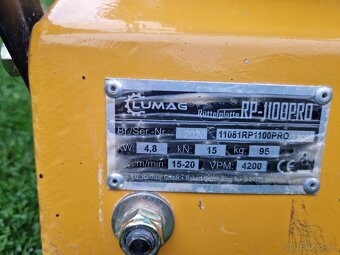 LUMAG Rüttelplatte RP-1100PRO
Bj/Ser.-Nr. 11081RP1100PRO
kW: 4,8 kN: 15 kg: 95
m/min: 15-20 VPM: 4200 CE